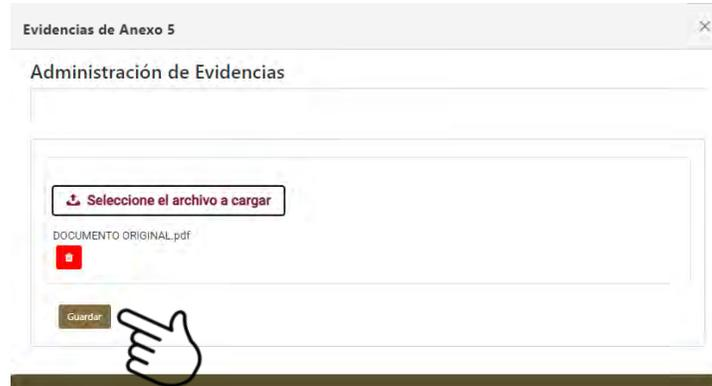 Evidencias de Anexo 5
Administración de Evidencias
Seleccione el archivo a cargar
DOCUMENTO ORIGINAL.pdf
Guardar